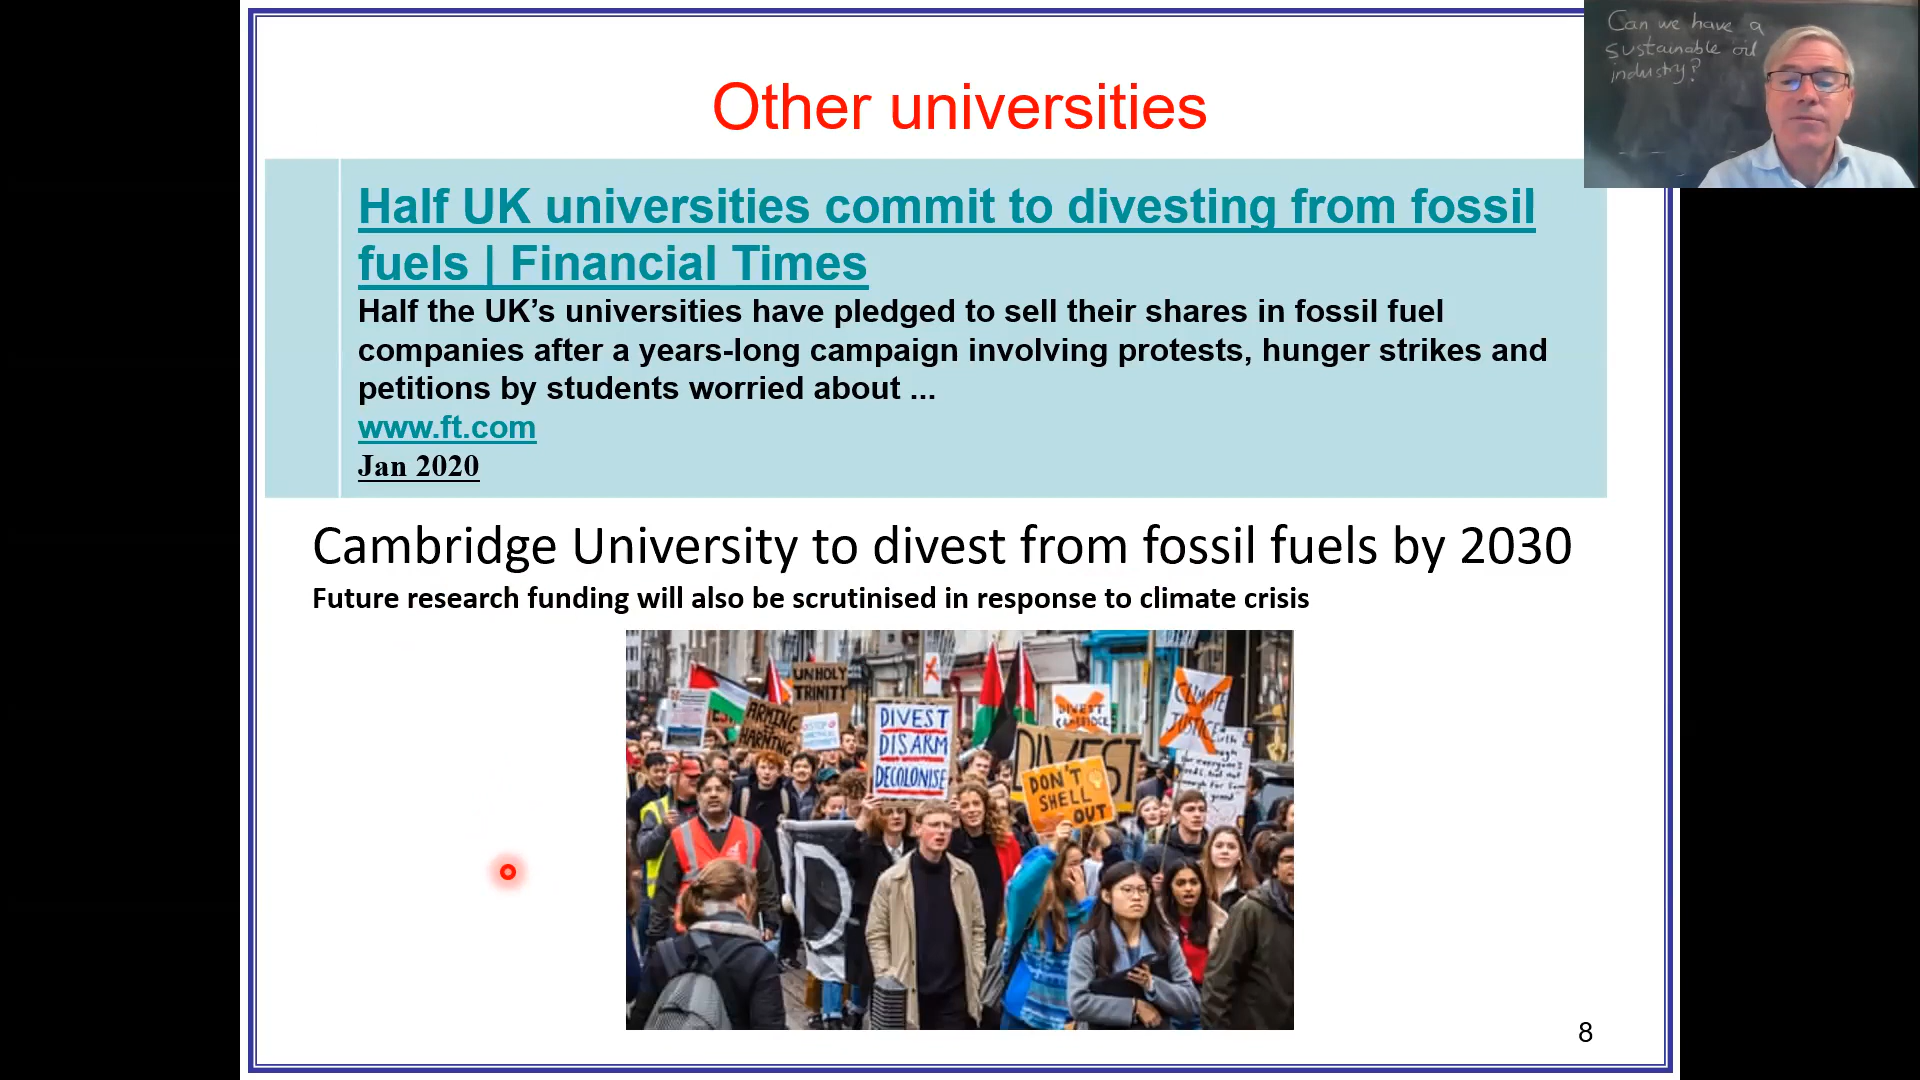 Other universities
Can we have a
sustainable oil
industry?
Half UK universities commit to divesting from fossil
fuels | Financial Times
Half the UK’s universities have pledged to sell their shares in fossil fuel
companies after a years-long campaign involving protests, hunger strikes and
petitions by students worried about ...
www.ft.com
Jan 2020
Cambridge University to divest from fossil fuels by 2030
Future research funding will also be scrutinised in response to climate crisis
UNHOLY
TRINITY
ARMING
HARMING
DIVEST
DISARM
DECOLONISE
DIVEST
CAMBRIDGE
CLIMATE
JUSTICE
DIVEST
DON'T
SHELL
OUT
D
8